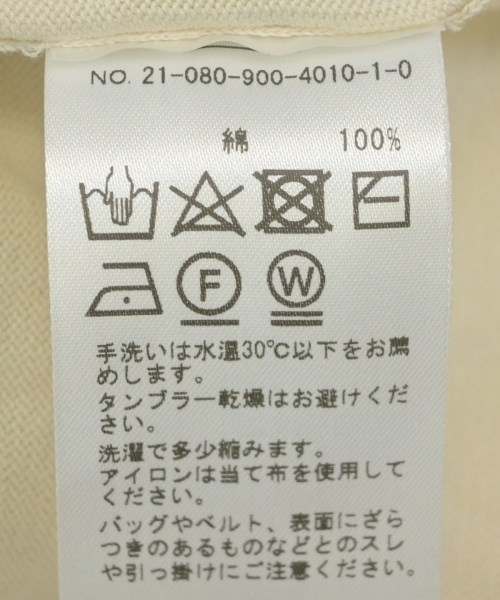 NO. 21-080-900-4010-1-0
綿 100%
F W
手洗いは水温30℃以下をお薦
めします。
タンブラー乾燥はお避けくだ
さい。
洗濯で多少縮みます。
アイロンは当て布を使用して
ください。
バッグやベルト、表面にざら
つきのあるものなどとのスレ
や引っ掛けにご注意ください。